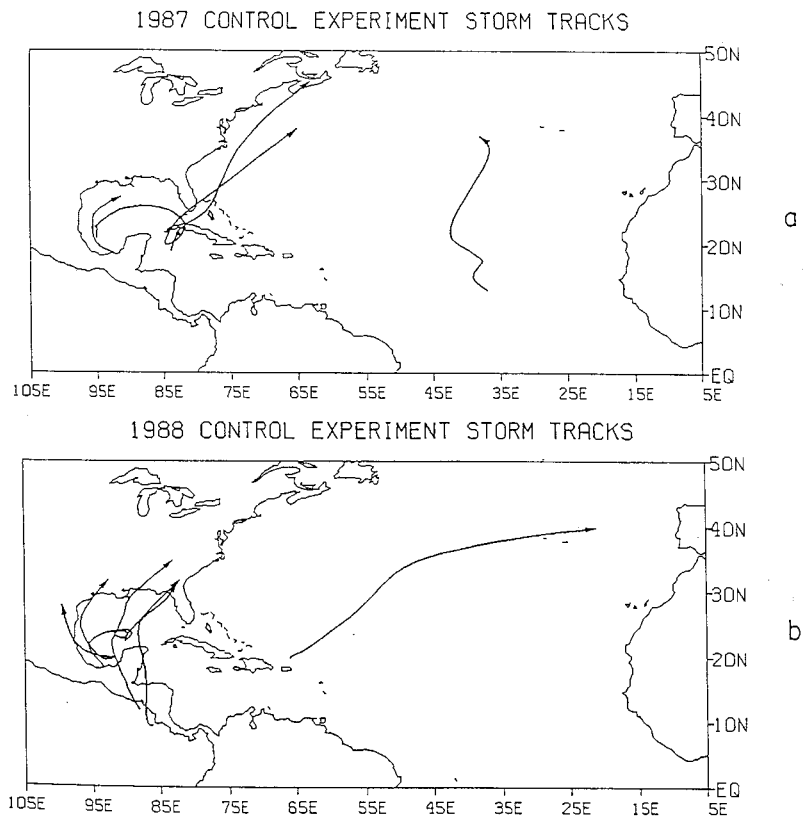 1987 CONTROL EXPERIMENT STORM TRACKS
50N
40N
30N
a
20N
10N
EQ
105E 95E 85E 75E 65E 55E 45E 35E 25E 15E 5E
1988 CONTROL EXPERIMENT STORM TRACKS
50N
40N
30N
b
20N
10N
EQ
105E 95E 85E 75E 65E 55E 45E 35E 25E 15E 5E